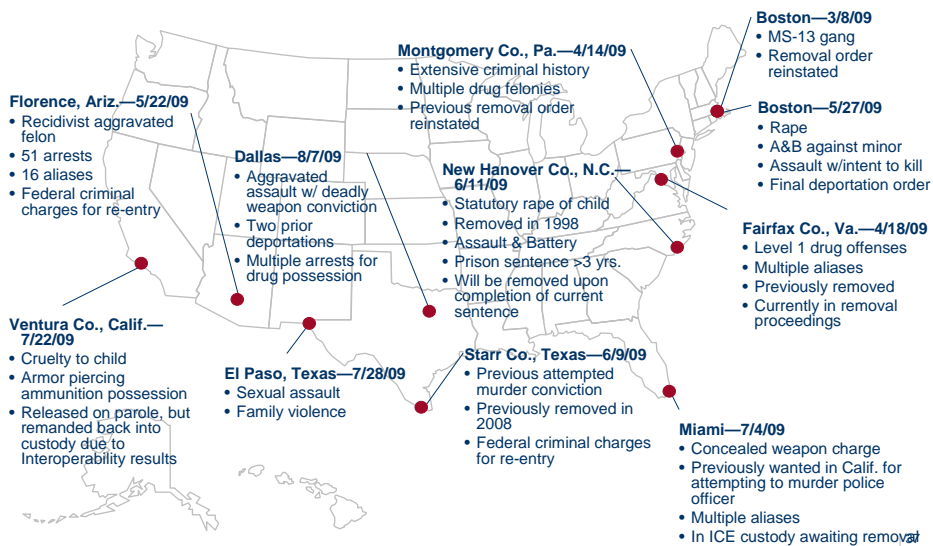 Boston—3/8/09
• MS-13 gang
• Removal order
reinstated
Montgomery Co., Pa.—4/14/09
• Extensive criminal history
• Multiple drug felonies
• Previous removal order
reinstated
Florence, Ariz.—5/22/09
• Recidivist aggravated
felon
• 51 arrests
• 16 aliases
• Federal criminal
charges for re-entry
Boston—5/27/09
• Rape
• A&B against minor
• Assault w/intent to kill
• Final deportation order
Dallas—8/7/09
• Aggravated
assault w/ deadly
weapon conviction
• Two prior
deportations
• Multiple arrests for
drug possession
New Hanover Co., N.C.—
6/11/09
• Statutory rape of child
• Removed in 1998
• Assault & Battery
• Prison sentence >3 yrs.
• Will be removed upon
completion of current
sentence
Fairfax Co., Va.—4/18/09
• Level 1 drug offenses
• Multiple aliases
• Previously removed
• Currently in removal
proceedings
Ventura Co., Calif.—
7/22/09
• Cruelty to child
• Armor piercing
ammunition possession
• Released on parole, but
remanded back into
custody due to
Interoperability results
El Paso, Texas—7/28/09
• Sexual assault
• Family violence
Starr Co., Texas—6/9/09
• Previous attempted
murder conviction
• Previously removed in
2008
• Federal criminal charges
for re-entry
Miami—7/4/09
• Concealed weapon charge
• Previously wanted in Calif. for
attempting to murder police
officer
• Multiple aliases
• In ICE custody awaiting removal